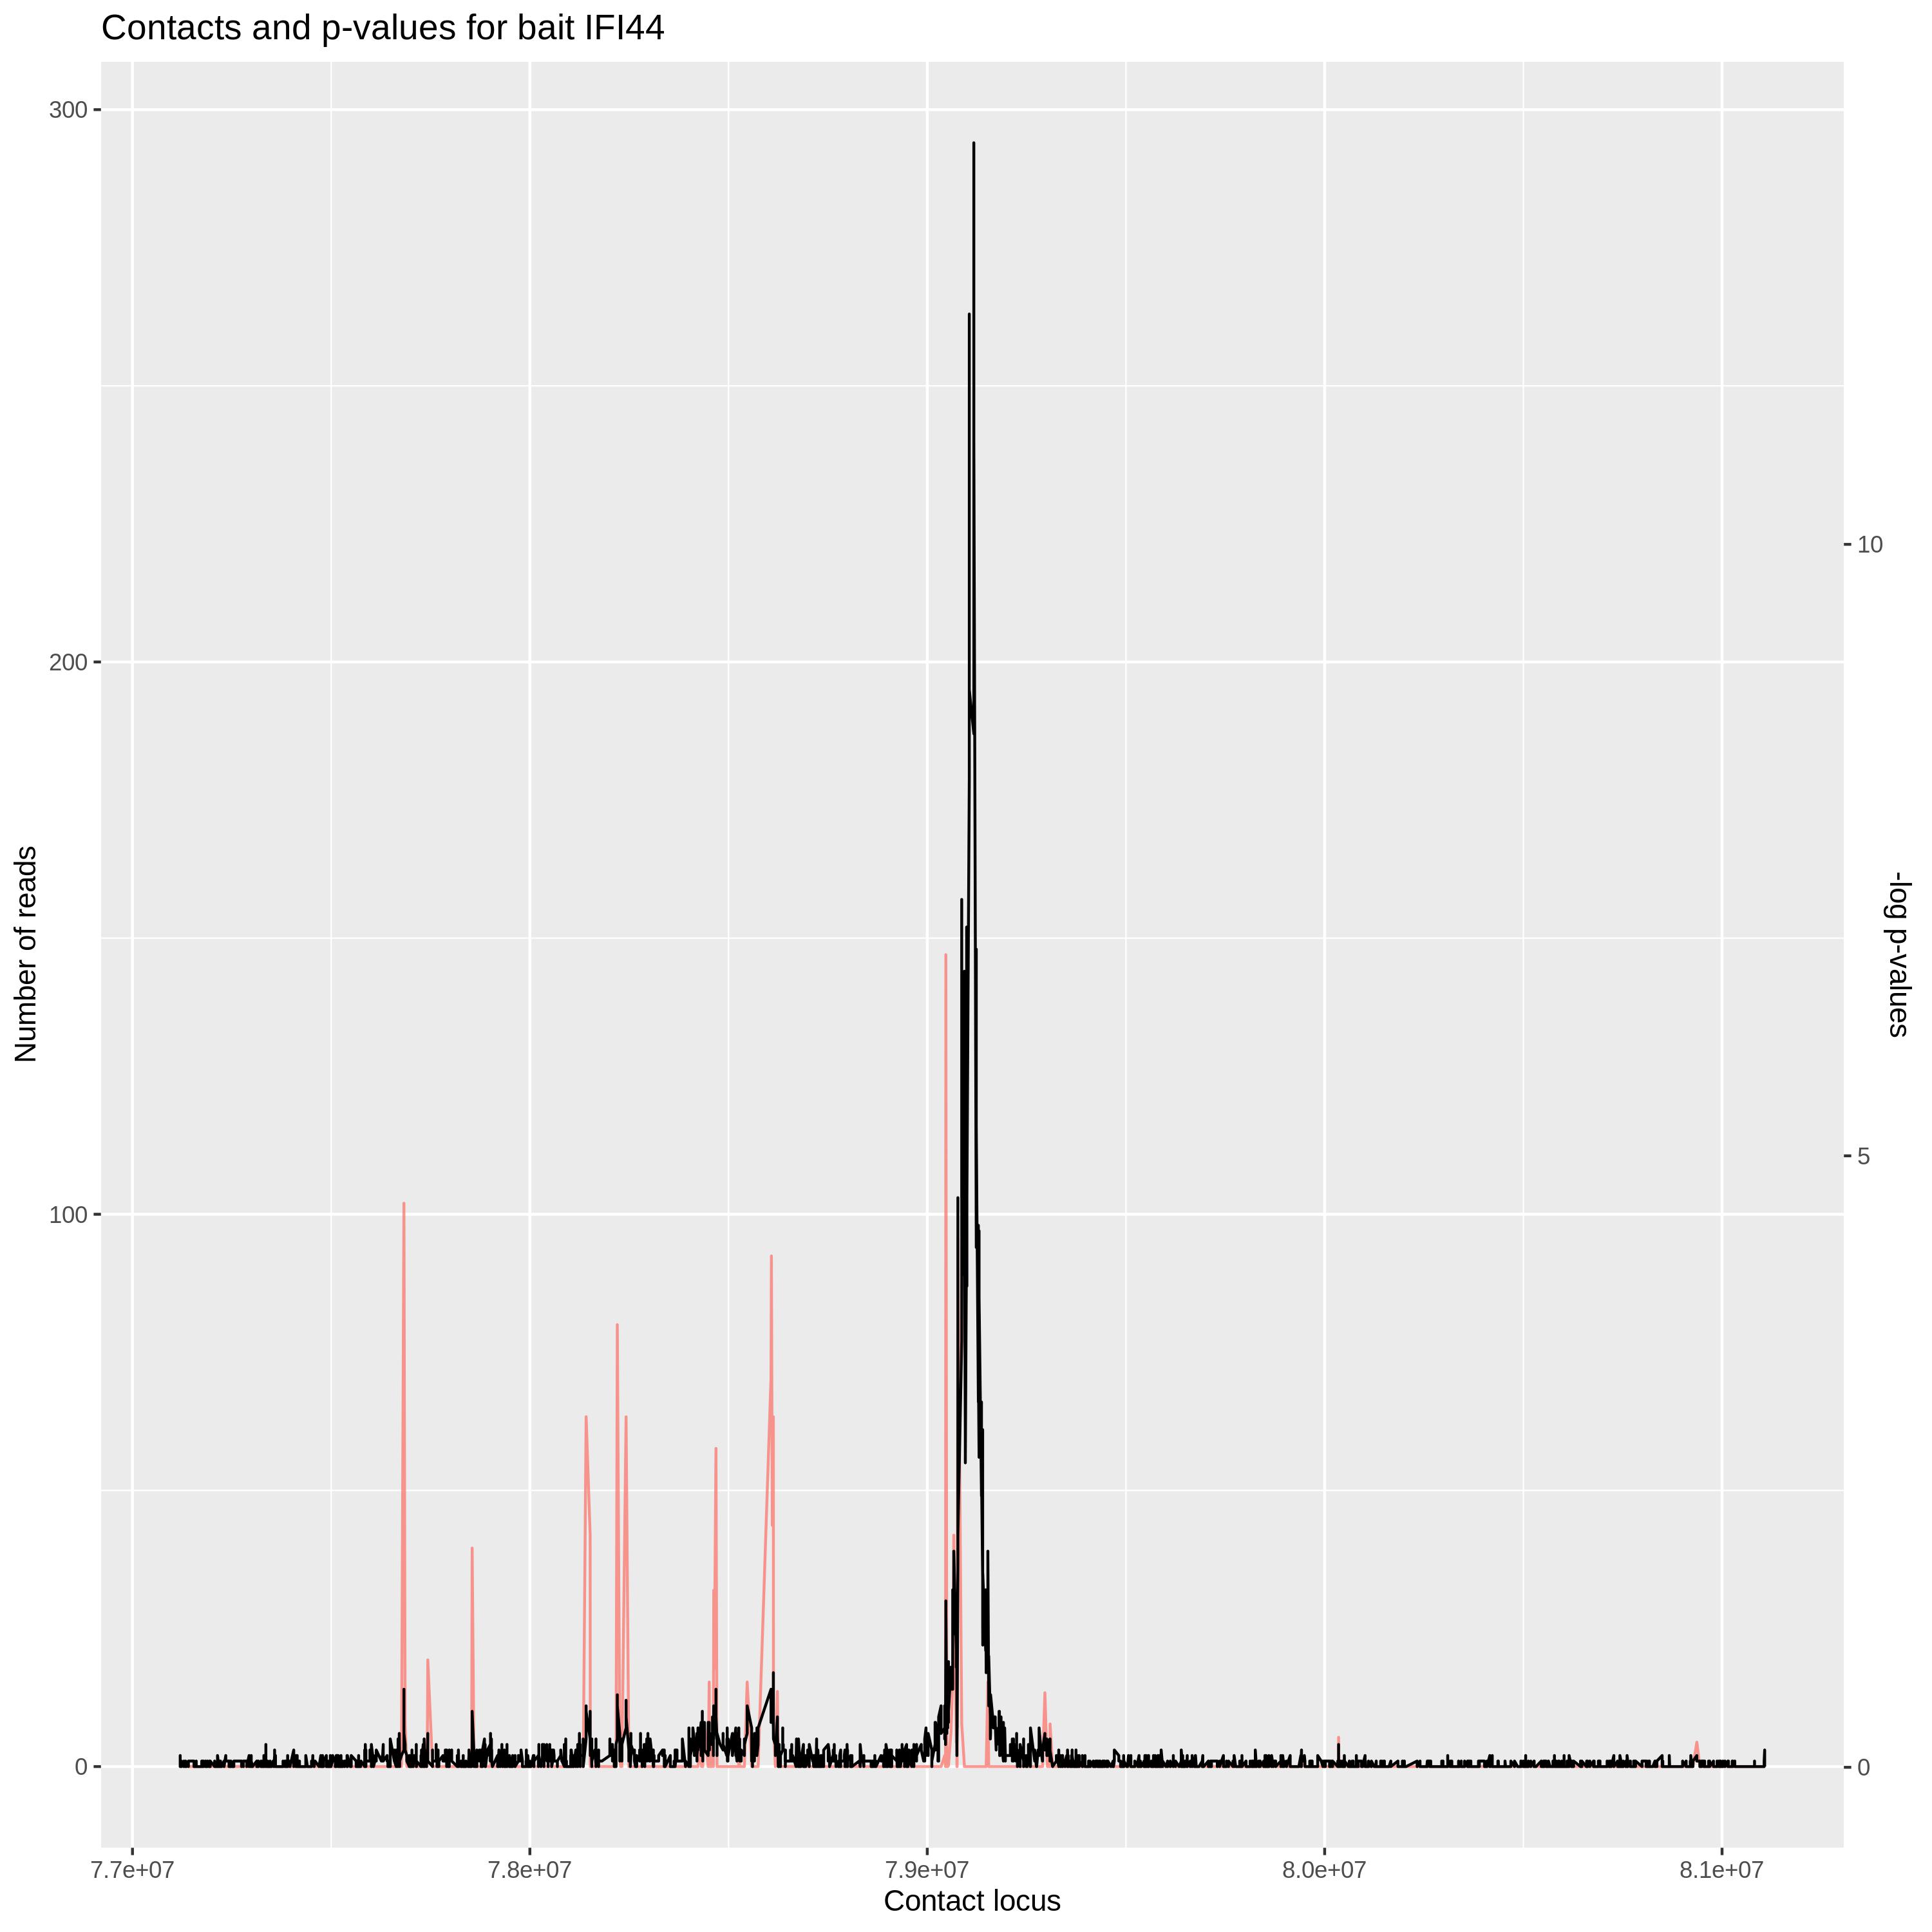 Contacts and p-values for bait IFI44
300
200
100
0
Number of reads
10
5
0
-log p-values
7.7e+07 7.8e+07 7.9e+07 8.0e+07 8.1e+07
Contact locus